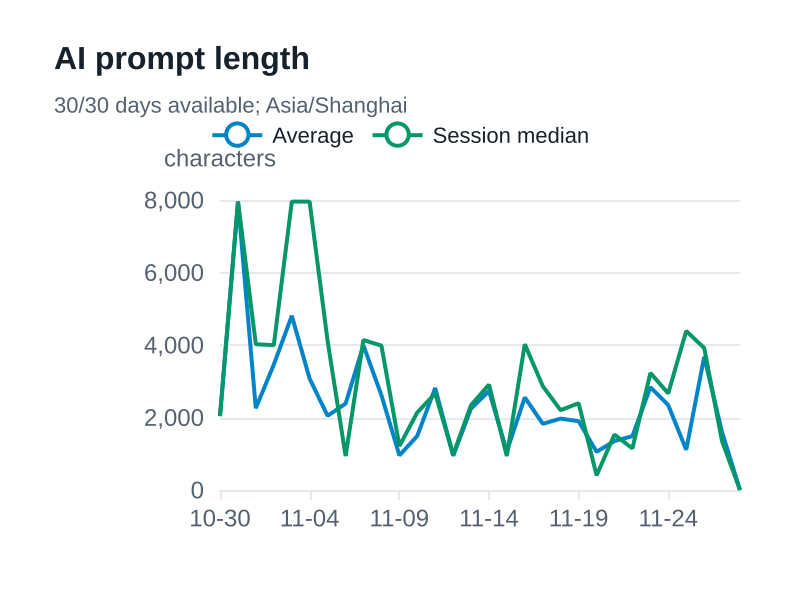 AI prompt length
30/30 days available; Asia/Shanghai
Average Session median
characters
8,000
6,000
4,000
2,000
0
10-30 11-04 11-09 11-14 11-19 11-24